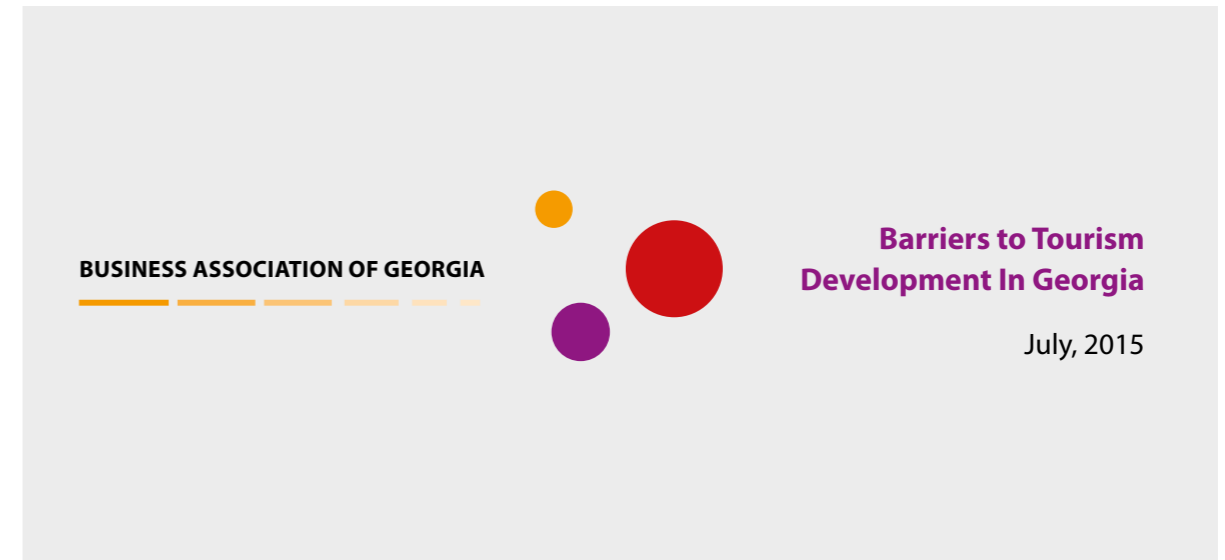 BUSINESS ASSOCIATION OF GEORGIA
Barriers to Tourism
Development In Georgia
July, 2015